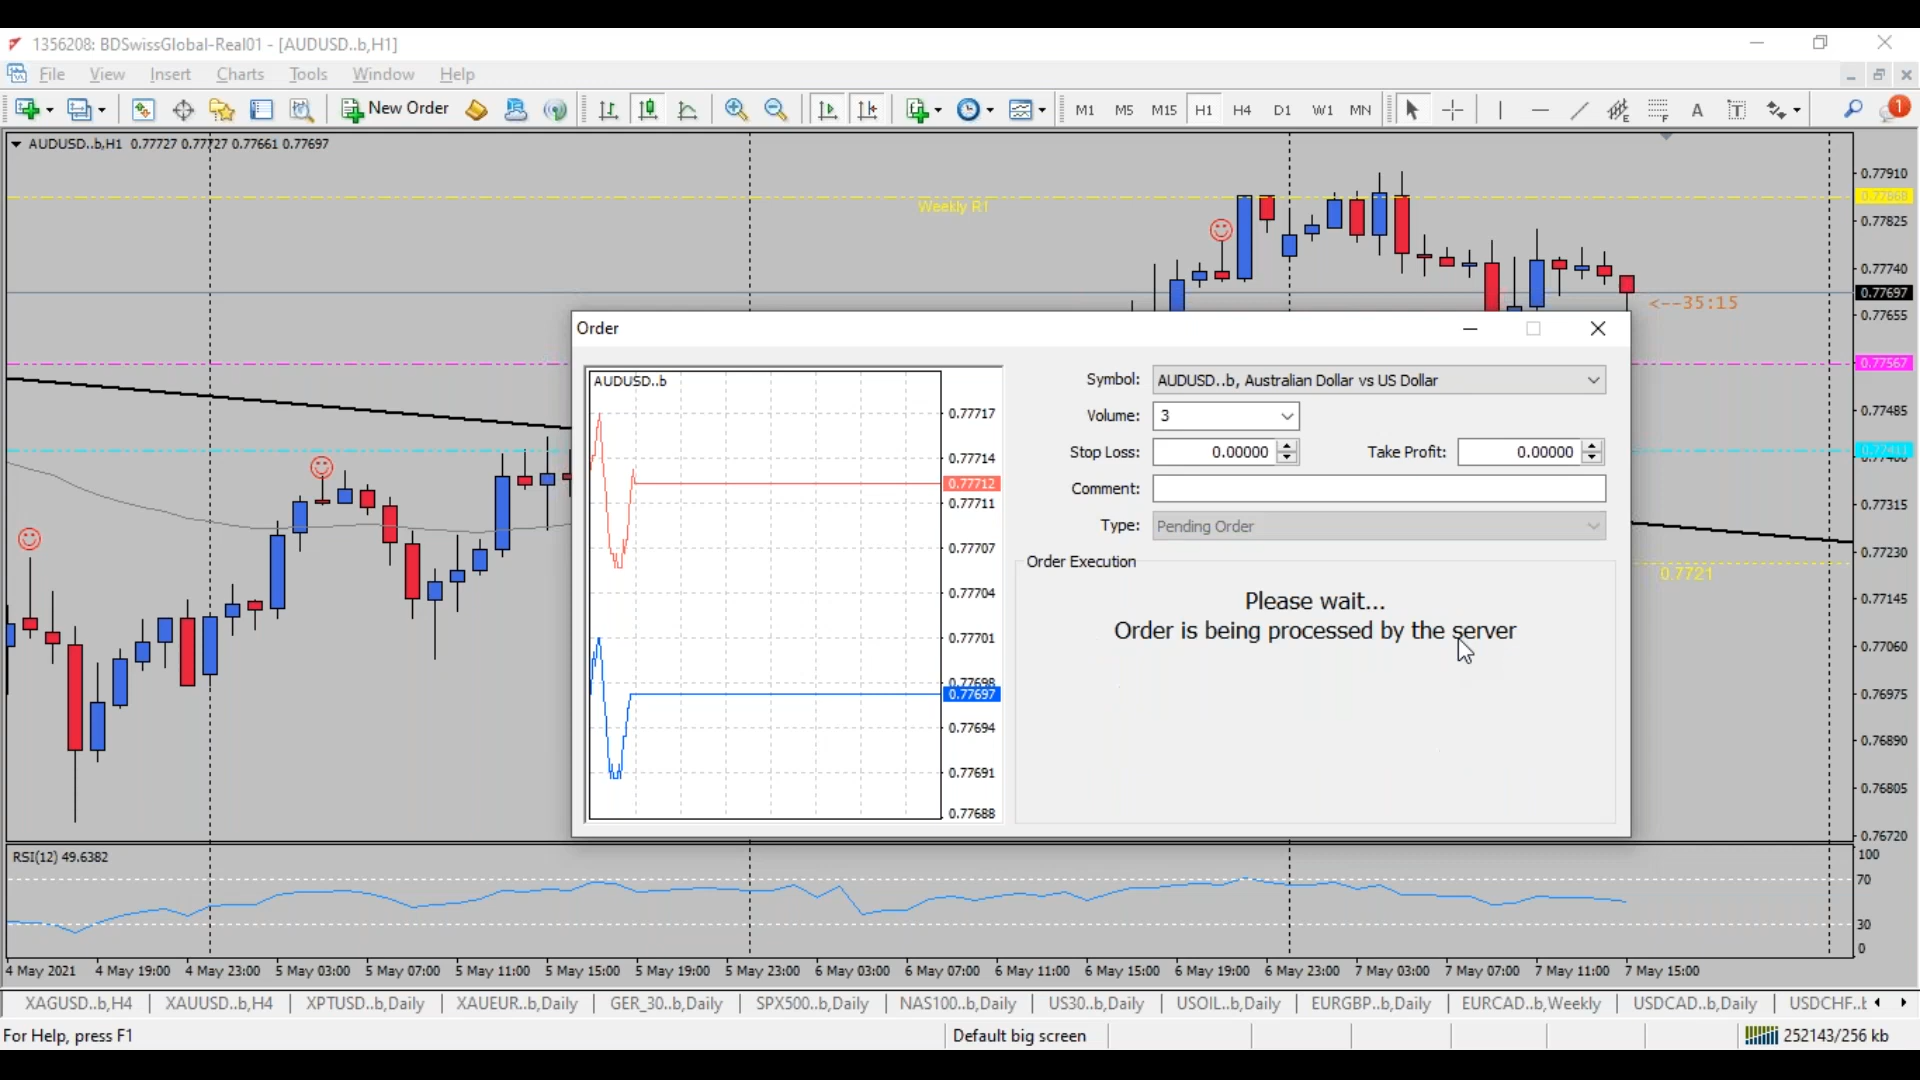 1356208: BDSwissGlobal-Real01 - [AUDUSD..b,H1]
File View Insert Charts Tools Window Help
New Order M1 M5 M15 H1 H4 D1 W1 MN A T 1
AUDUSD..b,H1 0.77727 0.77727 0.77661 0.77697
0.77910
Weekly R1 0.77868
0.77825
0.77740
0.77697
<--35:15
0.77655
0.77567
0.77485
0.77411
0.77400
0.77315
0.77230
0.7721
0.77145
0.77060
0.76975
0.76890
0.76805
0.76720
Order
AUDUSD..b
0.77717
0.77714
0.77712
0.77711
0.77707
0.77704
0.77701
0.77698
0.77697
0.77694
0.77691
0.77688
Symbol: AUDUSD..b, Australian Dollar vs US Dollar
Volume: 3
Stop Loss: 0.00000 Take Profit: 0.00000
Comment:
Type: Pending Order
Order Execution
Please wait...
Order is being processed by the server
RSI(12) 49.6382
100
70
30
0
4 May 2021 4 May 19:00 4 May 23:00 5 May 03:00 5 May 07:00 5 May 11:00 5 May 15:00 5 May 19:00 5 May 23:00 6 May 03:00 6 May 07:00 6 May 11:00 6 May 15:00 6 May 19:00 6 May 23:00 7 May 03:00 7 May 07:00 7 May 11:00 7 May 15:00
XAGUSD..b,H4 XAUUSD..b,H4 XPTUSD..b,Daily XAUEUR..b,Daily GER_30..b,Daily SPX500..b,Daily NAS100..b,Daily US30..b,Daily USOIL..b,Daily EURGBP..b,Daily EURCAD..b,Weekly USDCAD..b,Daily USDCHF..b
For Help, press F1 Default big screen 252143/256 kb